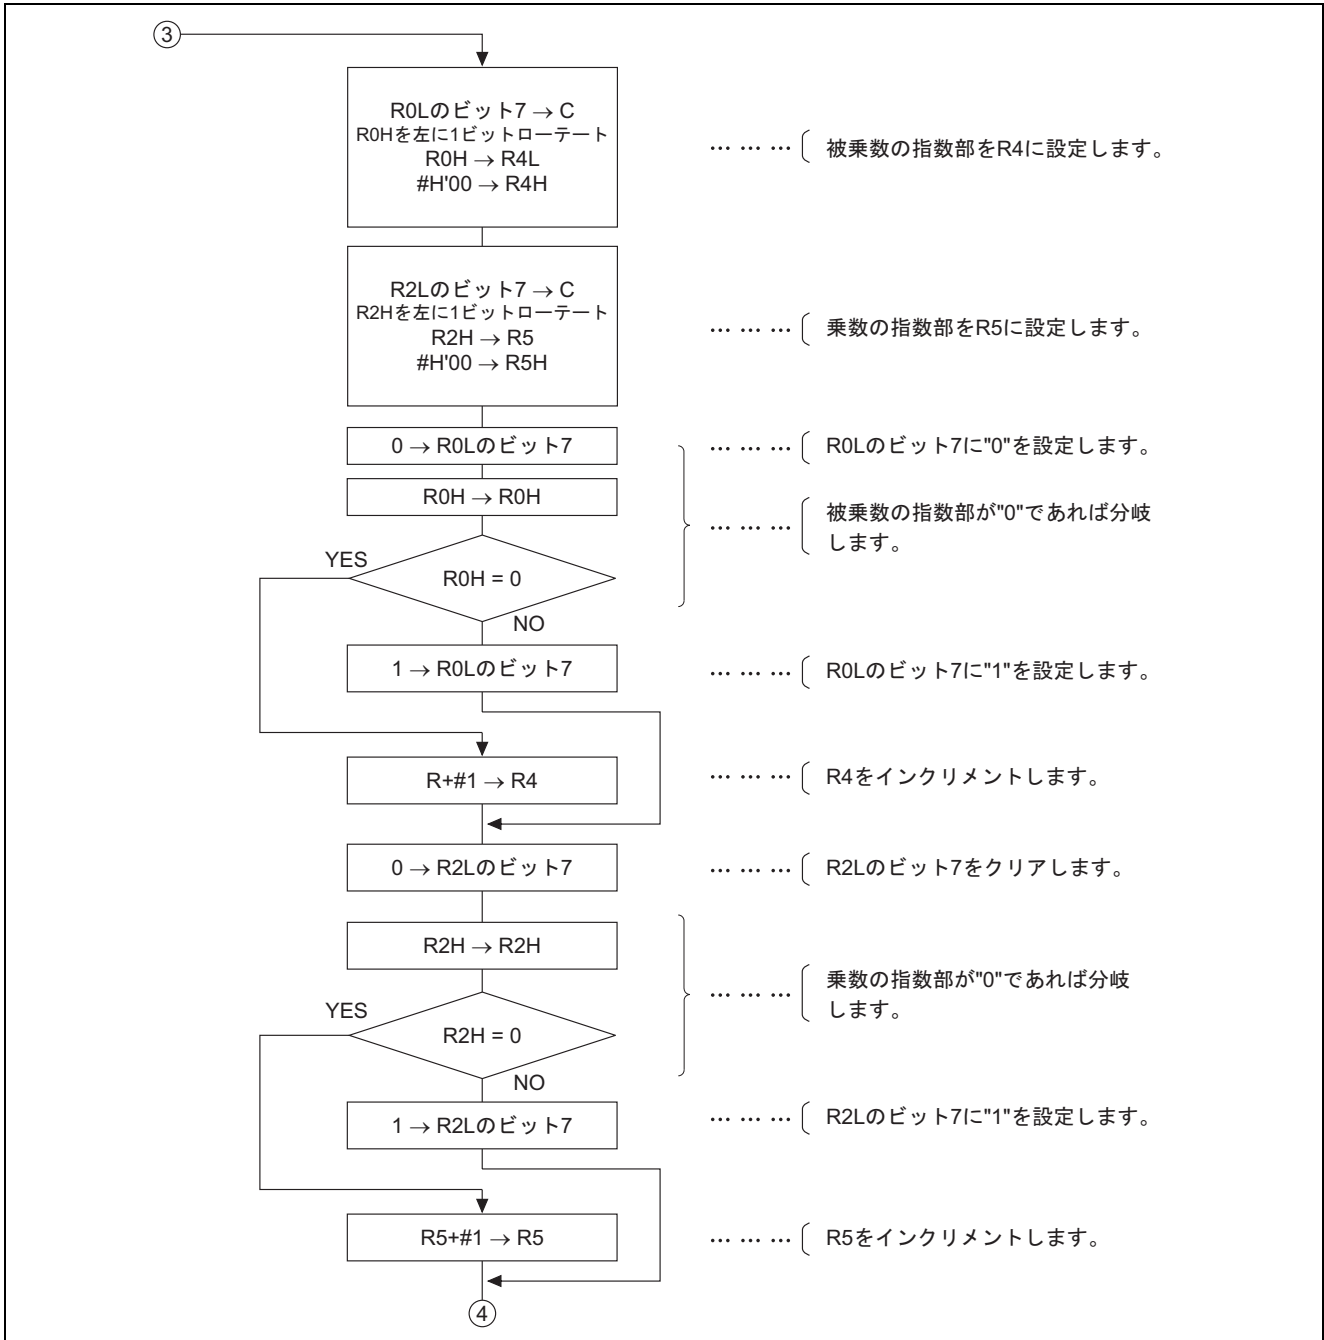 ③
R0Lのビット7 → C
R0Hを左に1ビットローテート
R0H → R4L
#H'00 → R4H
… … … 被乗数の指数部をR4に設定します。
R2Lのビット7 → C
R2Hを左に1ビットローテート
R2H → R5
#H'00 → R5H
… … … 乗数の指数部をR5に設定します。
0 → R0Lのビット7
… … … R0Lのビット7に"0"を設定します。
R0H → R0H
… … … 被乗数の指数部が"0"であれば分岐
します。
YES
R0H = 0
NO
1 → R0Lのビット7
… … … R0Lのビット7に"1"を設定します。
R+#1 → R4
… … … R4をインクリメントします。
0 → R2Lのビット7
… … … R2Lのビット7をクリアします。
R2H → R2H
… … … 乗数の指数部が"0"であれば分岐
します。
YES
R2H = 0
NO
1 → R2Lのビット7
… … … R2Lのビット7に"1"を設定します。
R5+#1 → R5
… … … R5をインクリメントします。
④